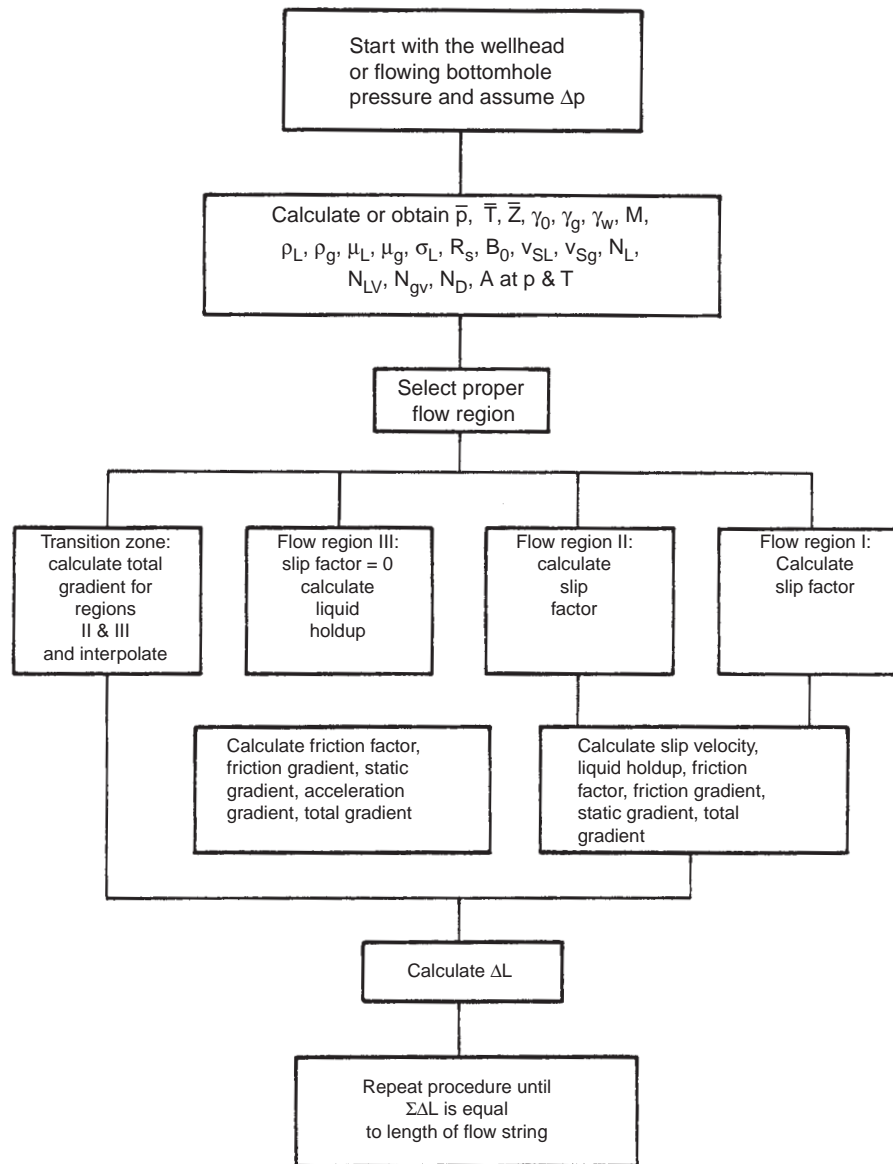 Start with the wellhead
or flowing bottomhole
pressure and assume Δp
Calculate or obtain p̅, T̿, Z̅, γ₀, γg, γw, M,
ρL, ρg, μL, μg, σL, Rs, B₀, vSL, vSg, NL,
NLV, Ngv, ND, A at p & T
Select proper
flow region
Transition zone:
calculate total
gradient for
regions
II & III
and interpolate
Flow region III:
slip factor = 0
calculate
liquid
holdup
Flow region II:
calculate
slip
factor
Flow region I:
Calculate
slip factor
Calculate friction factor,
friction gradient, static
gradient, acceleration
gradient, total gradient
Calculate slip velocity,
liquid holdup, friction
factor, friction gradient,
static gradient, total
gradient
Calculate ΔL
Repeat procedure until
ΣΔL is equal
to length of flow string